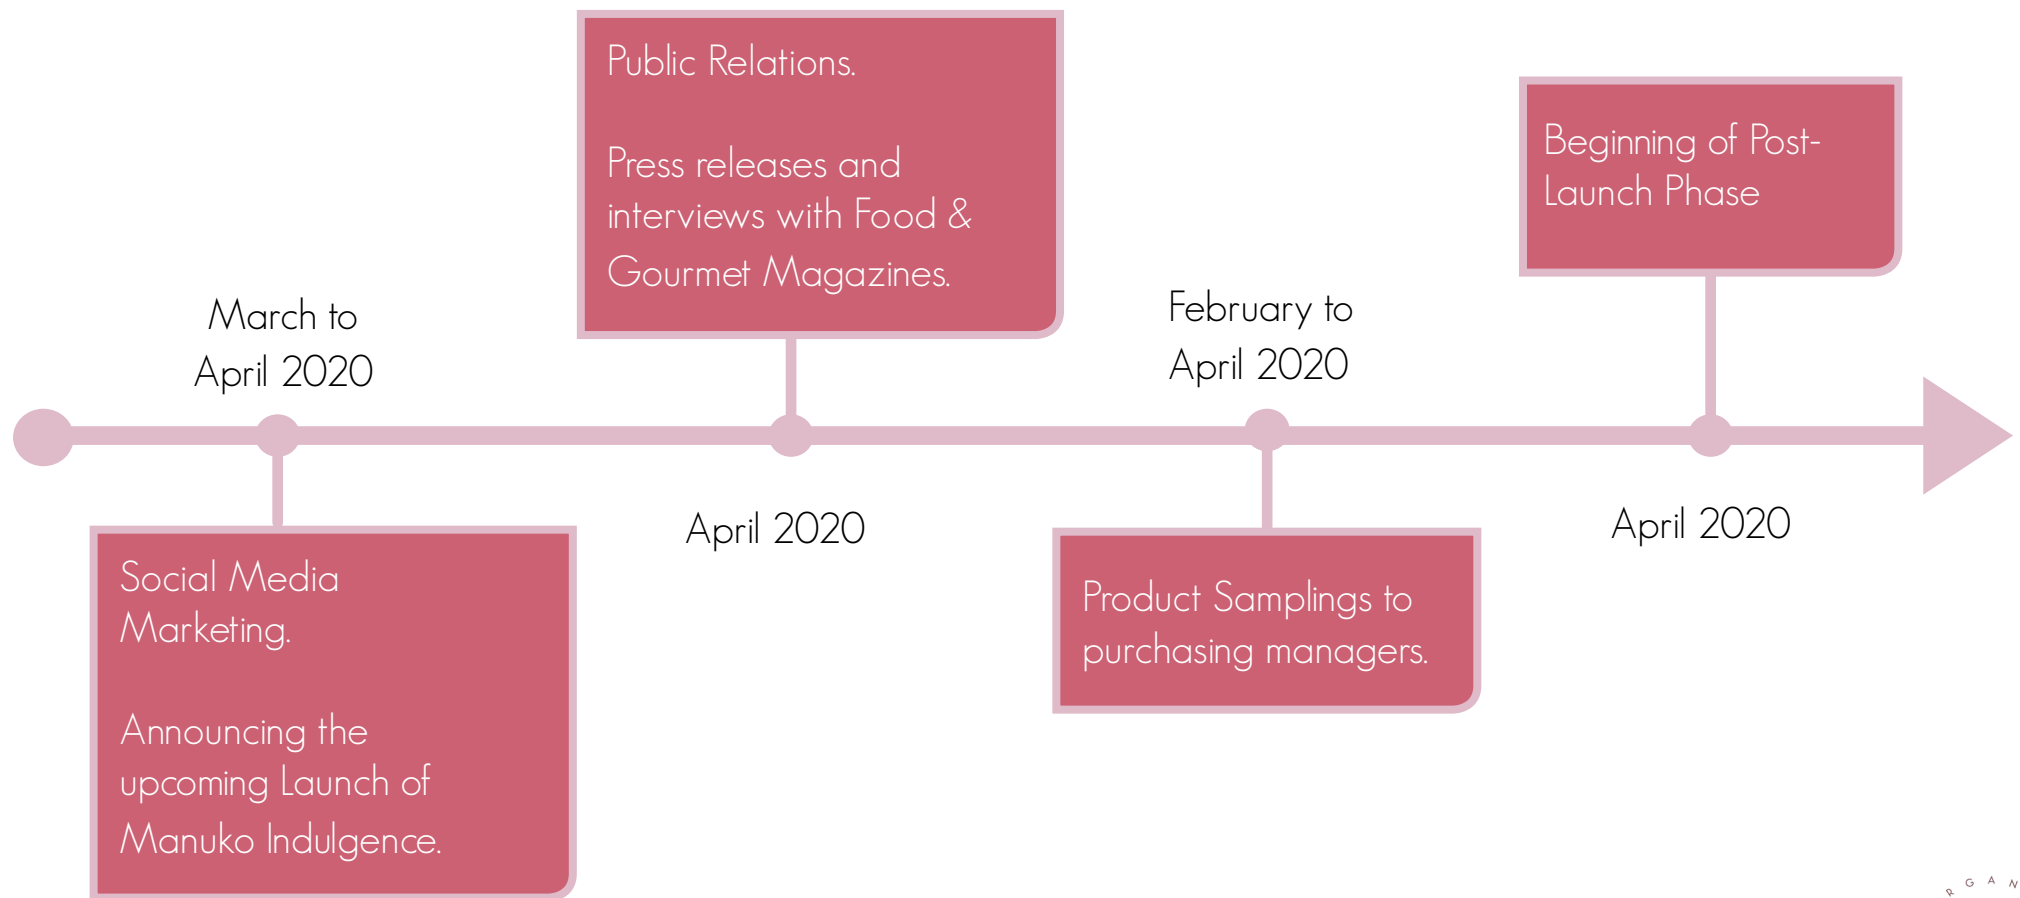 March to
April 2020
Social Media
Marketing.
Announcing the
upcoming Launch of
Manuko Indulgence.
Public Relations.
Press releases and
interviews with Food &
Gourmet Magazines.
April 2020
February to
April 2020
Product Samplings to
purchasing managers.
Beginning of Post-
Launch Phase
April 2020
R G A N